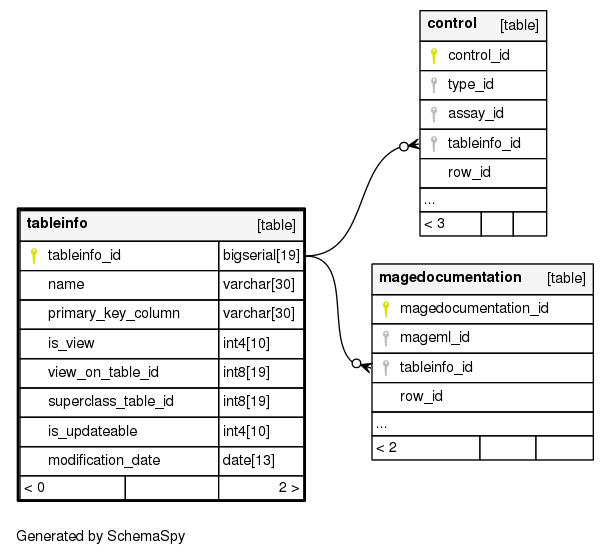 control [table]
control_id
type_id
assay_id
tableinfo_id
row_id
...
< 3
tableinfo [table]
tableinfo_id bigserial[19]
name varchar[30]
primary_key_column varchar[30]
is_view int4[10]
view_on_table_id int8[19]
superclass_table_id int8[19]
is_updateable int4[10]
modification_date date[13]
< 0 2 >
magedocumentation [table]
magedocumentation_id
mageml_id
tableinfo_id
row_id
...
< 2
Generated by SchemaSpy